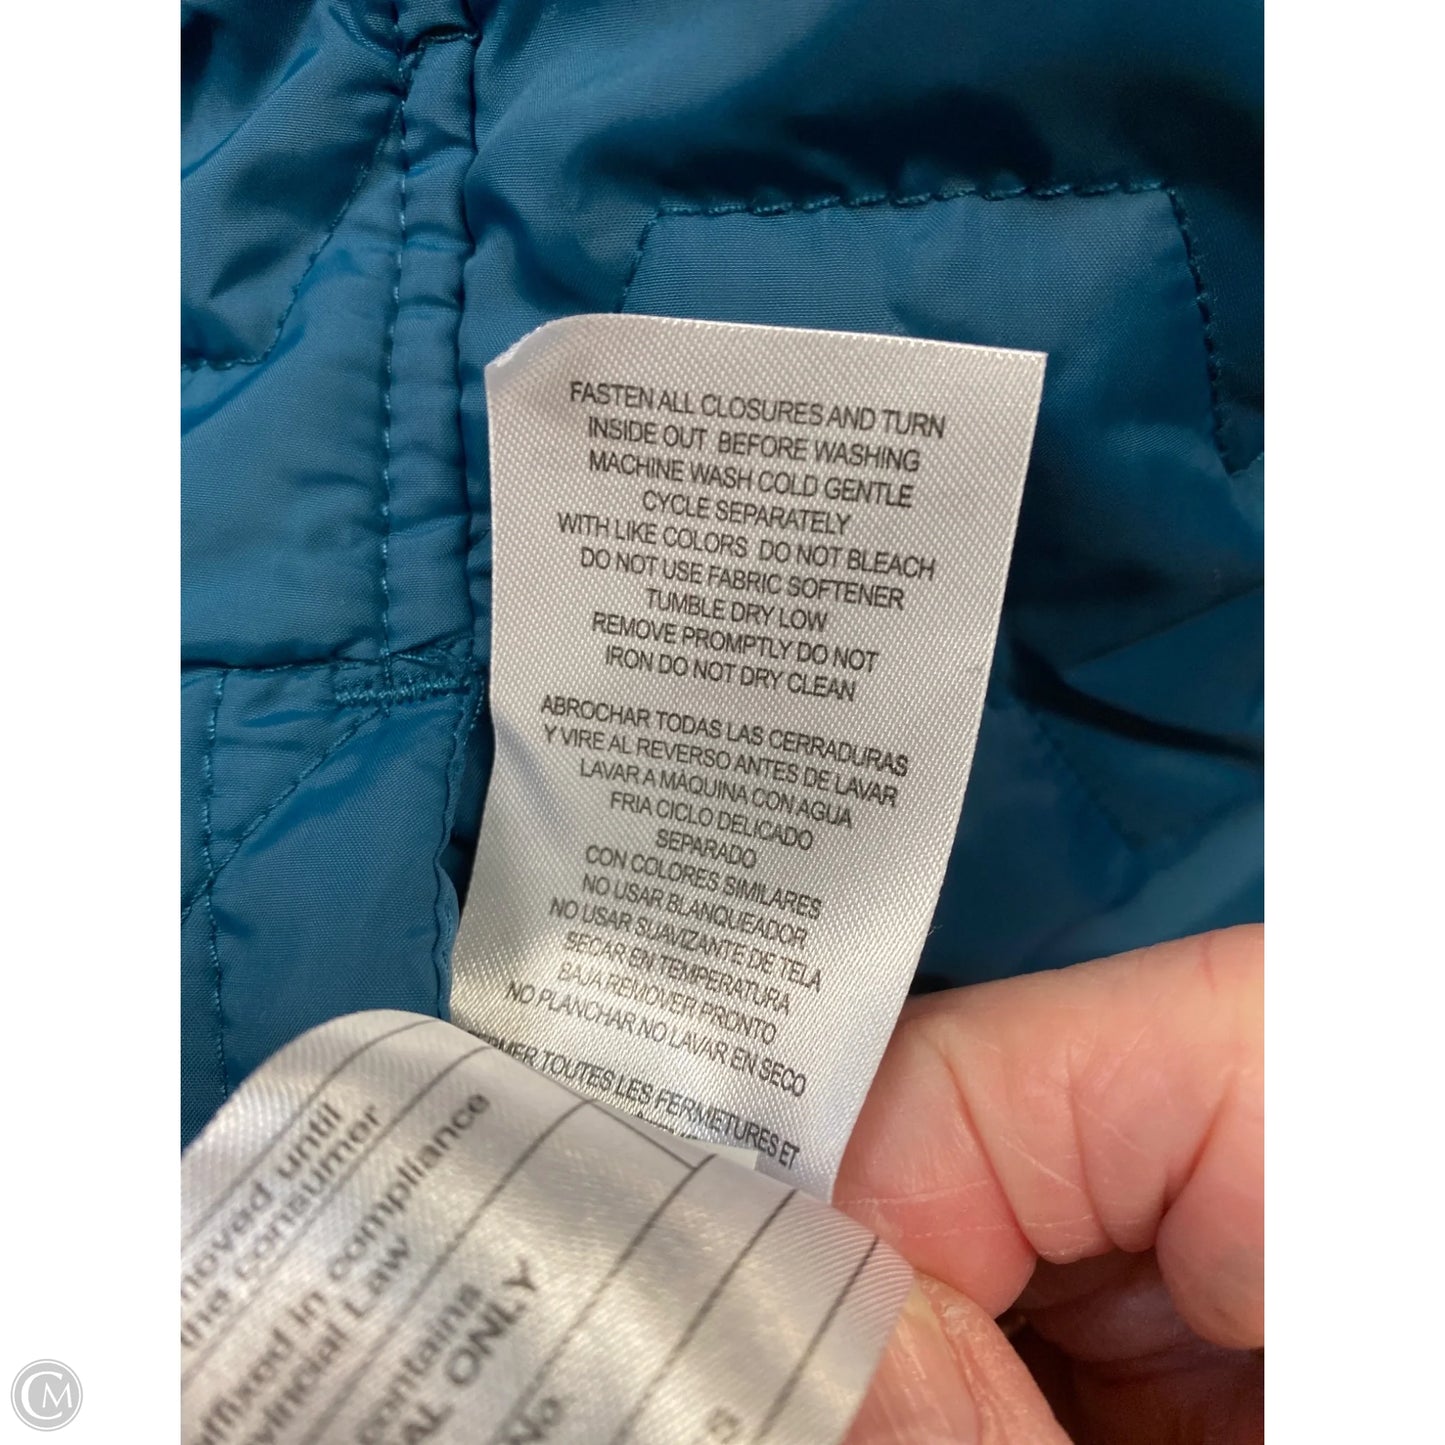 FASTEN ALL CLOSURES AND TURN
INSIDE OUT BEFORE WASHING
MACHINE WASH COLD GENTLE
CYCLE SEPARATELY
WITH LIKE COLORS DO NOT BLEACH
DO NOT USE FABRIC SOFTENER
TUMBLE DRY LOW
REMOVE PROMPTLY DO NOT
IRON DO NOT DRY CLEAN
ABROCHAR TODAS LAS CERRADURAS
Y VIRE AL REVERSO ANTES DE LAVAR
LAVAR A MÁQUINA CON AGUA
FRIA CICLO DELICADO
SEPARADO
CON COLORES SIMILARES
NO USAR BLANQUEADOR
NO USAR SUAVIZANTE DE TELA
SECAR EN TEMPERATURA
BAJA REMOVER PRONTO
NO PLANCHAR NO LAVAR EN SECO
TOUTES LES FERMETURES ET
until
consumer
in compliance
Law
contains
ONLY
No
CM